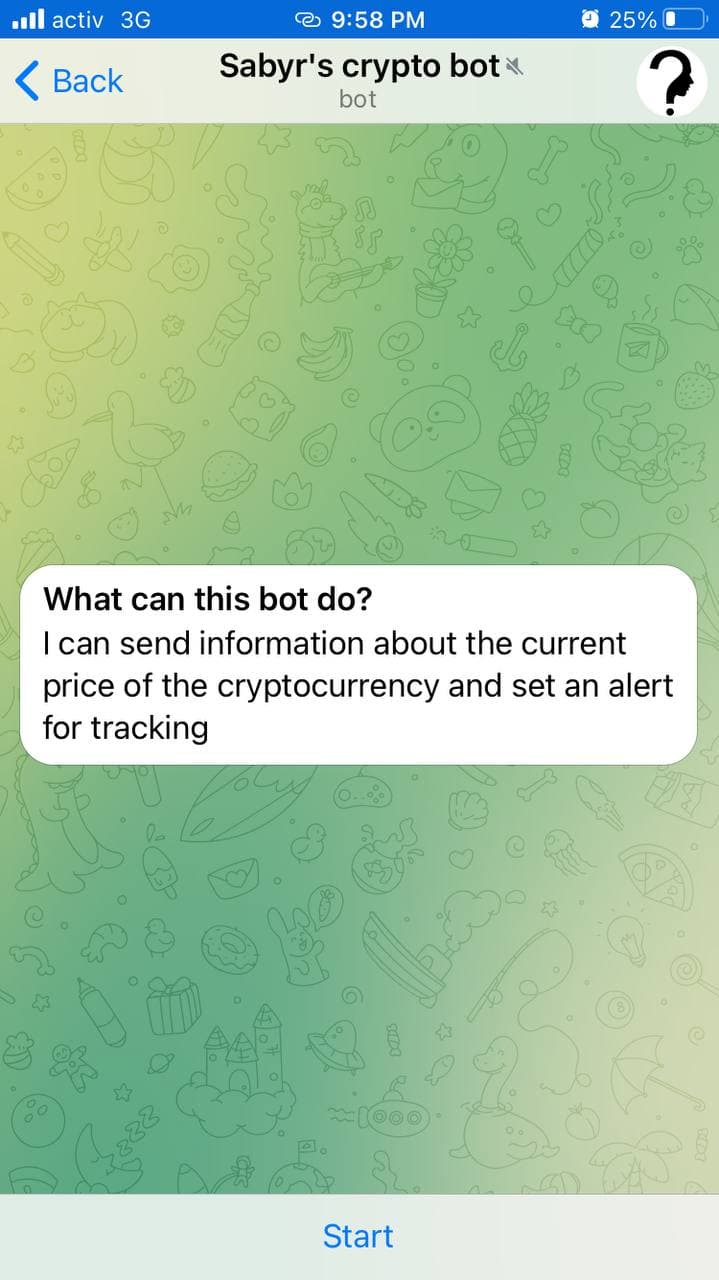 activ 3G 9:58 PM 25%
Back Sabyr's crypto bot
bot
What can this bot do?
I can send information about the current
price of the cryptocurrency and set an alert
for tracking
Start